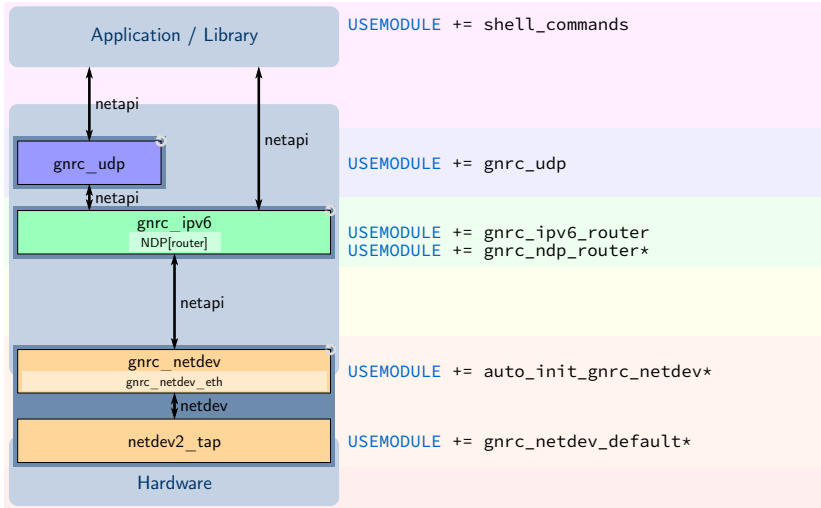 Application / Library
USEMODULE += shell_commands
netapi
netapi
gnrc_udp
USEMODULE += gnrc_udp
netapi
gnrc_ipv6
NDP[router]
USEMODULE += gnrc_ipv6_router
USEMODULE += gnrc_ndp_router*
netapi
gnrc_netdev
gnrc_netdev_eth
USEMODULE += auto_init_gnrc_netdev*
netdev
netdev2_tap
USEMODULE += gnrc_netdev_default*
Hardware